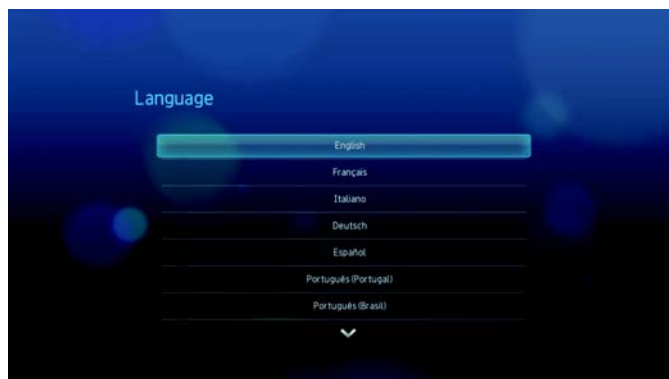 Language
English
Français
Italiano
Deutsch
Español
Português (Portugal)
Português (Brasil)